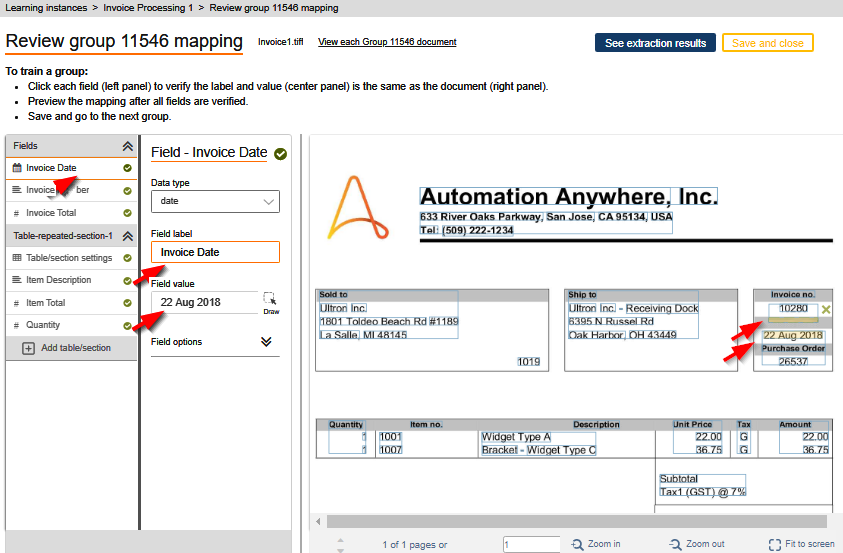 Learning instances > Invoice Processing 1 > Review group 11546 mapping
Review group 11546 mapping
Invoice1.tifl
View each Group 11546 document
See extraction results
Save and close
To train a group:
• Click each field (left panel) to verify the label and value (center panel) is the same as the document (right panel).
• Preview the mapping after all fields are verified.
• Save and go to the next group.
Fields
Invoice Date
Invoice ber
# Invoice Total
Table-repeated-section-1
Table/section settings
Item Description
# Item Total
# Quantity
Add table/section
Field - Invoice Date
Data type
date
Field label
Invoice Date
Field value
22 Aug 2018
Draw
Field options
Automation Anywhere, Inc.
633 River Oaks Parkway, San Jose, CA 95134, USA
Tel: (509) 222-1234
Sold to
Ultron Inc.
1801 Toldeo Beach Rd #1189
La Salle, MI 48145
1019
Ship to
Ultron Inc. - Receiving Dock
6395 N Russel Rd
Oak Harbor, OH 43449
Invoice no.
10280
22 Aug 2018
Purchase Order
26537
Quantity Item no. Description Unit Price Tax Amount
1 1001 Widget Type A 22.00 G 22.00
1 1007 Bracket - Widget Type C 36.75 G 36.75
Subtotal
Tax1 (GST) @ 7%
1 of 1 pages or
1
Zoom in
Zoom out
Fit to screen